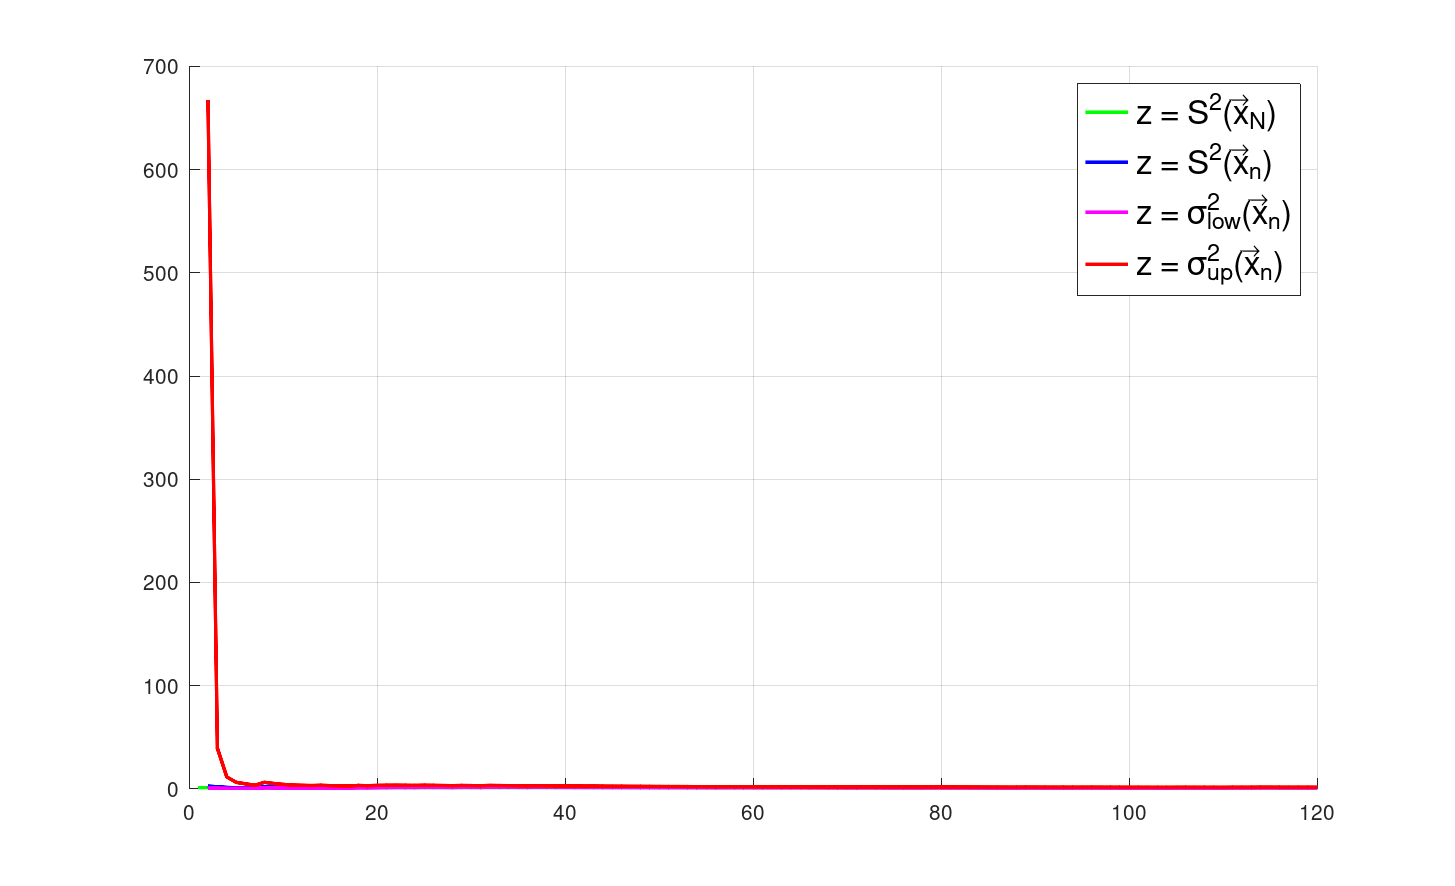 700
600
500
400
300
200
100
0
0 20 40 60 80 100 120
z = S²(x⃗_N)
z = S²(x⃗_n)
z = σ²_low(x⃗_n)
z = σ²_up(x⃗_n)